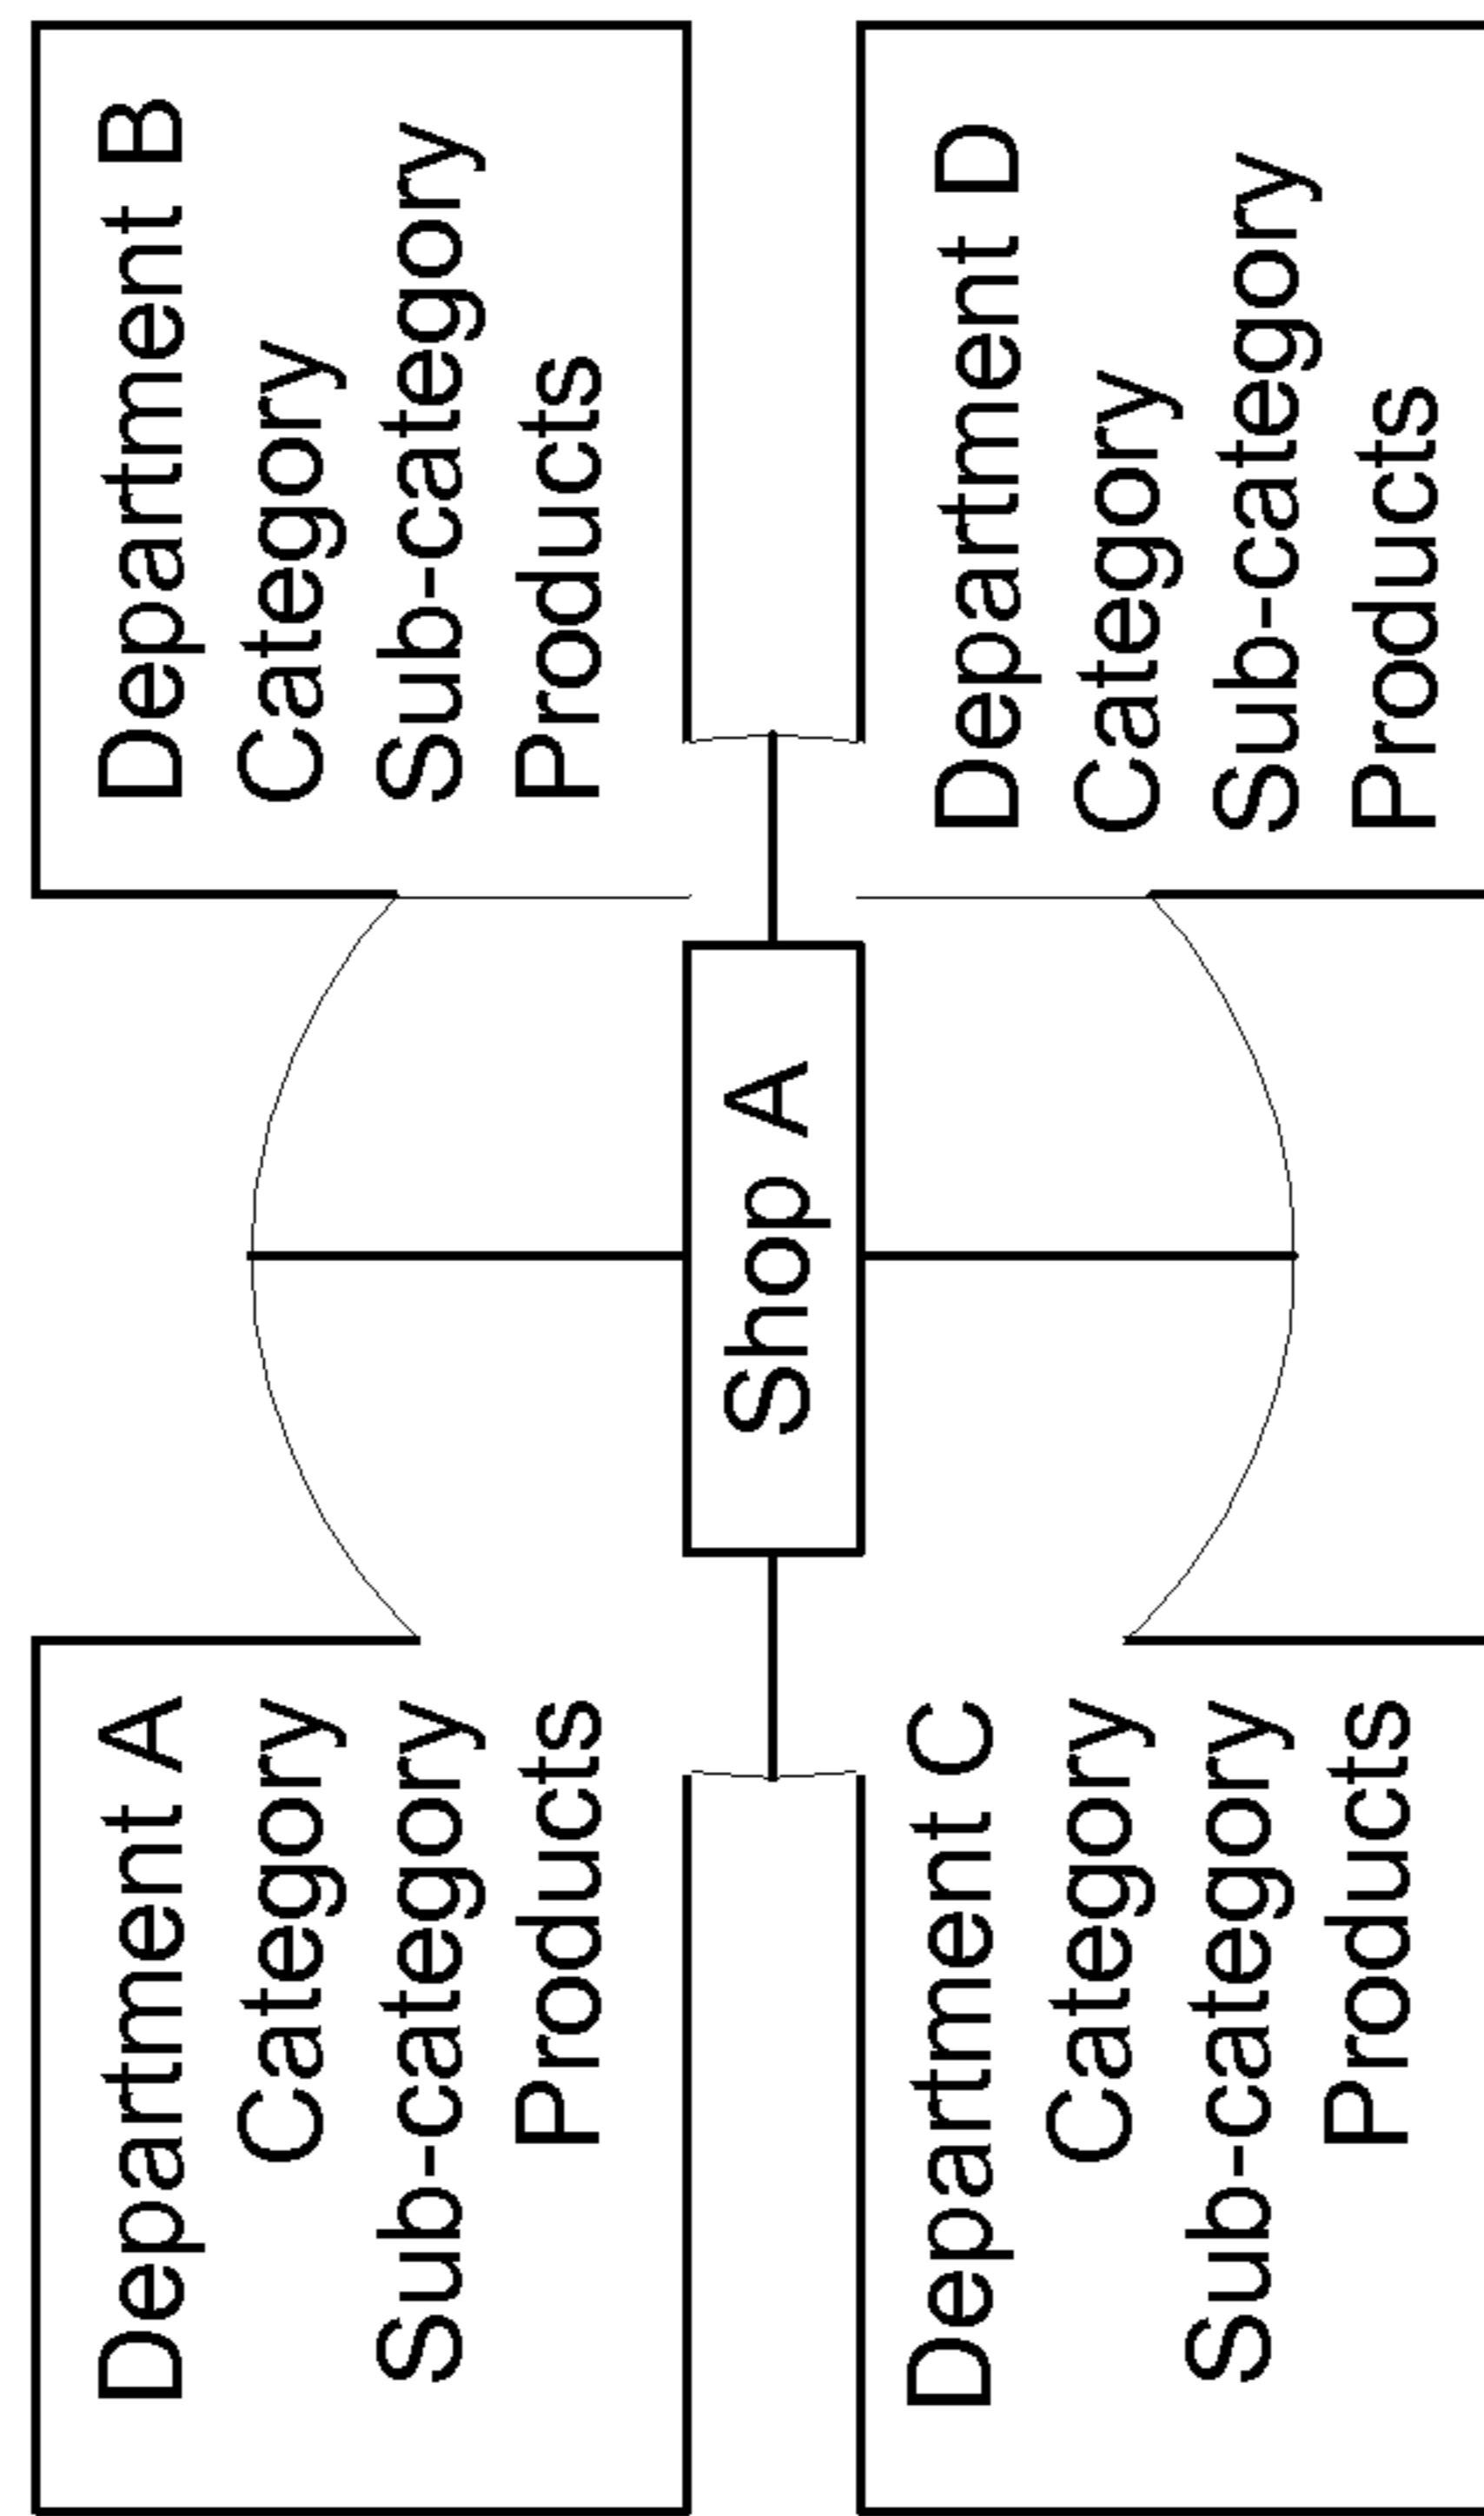 Department A
Category
Sub-category
Products
Department B
Category
Sub-category
Products
Shop A
Department C
Category
Sub-category
Products
Department D
Category
Sub-category
Products